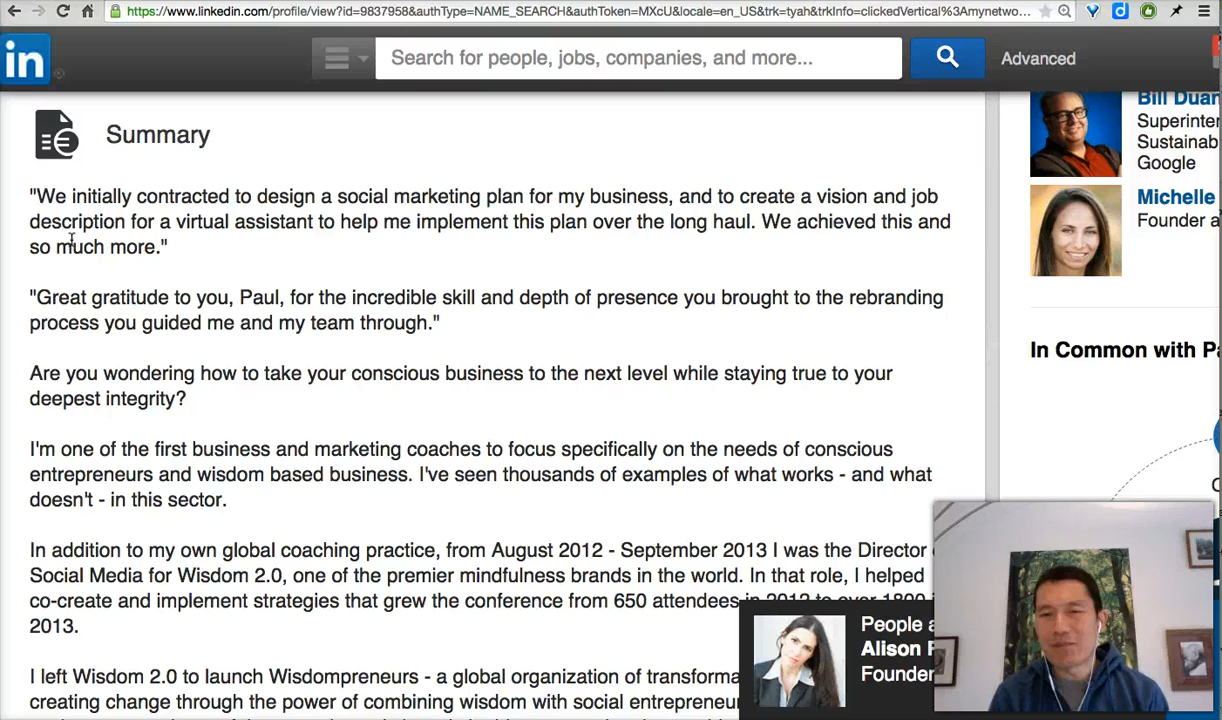 https://www.linkedin.com/profile/view?id=9837958&authType=NAME_SEARCH&authToken=MXcU&locale=en_US&trk=tyah&trkInfo=clickedVertical%3Amynetwo...
in
Search for people, jobs, companies, and more...
Advanced
Summary
"We initially contracted to design a social marketing plan for my business, and to create a vision and job
description for a virtual assistant to help me implement this plan over the long haul. We achieved this and
so much more."
"Great gratitude to you, Paul, for the incredible skill and depth of presence you brought to the rebranding
process you guided me and my team through."
Are you wondering how to take your conscious business to the next level while staying true to your
deepest integrity?
I'm one of the first business and marketing coaches to focus specifically on the needs of conscious
entrepreneurs and wisdom based business. I've seen thousands of examples of what works - and what
doesn't - in this sector.
In addition to my own global coaching practice, from August 2012 - September 2013 I was the Director
Social Media for Wisdom 2.0, one of the premier mindfulness brands in the world. In that role, I helped
co-create and implement strategies that grew the conference from 650 attendees in 2012 to over 1800
2013.
I left Wisdom 2.0 to launch Wisdompreneurs - a global organization of transforma
creating change through the power of combining wisdom with social entrepreneu
Bill Duan
Superinter
Sustainab
Google
Michelle
Founder a
In Common with Pa
People a
Alison
Founder